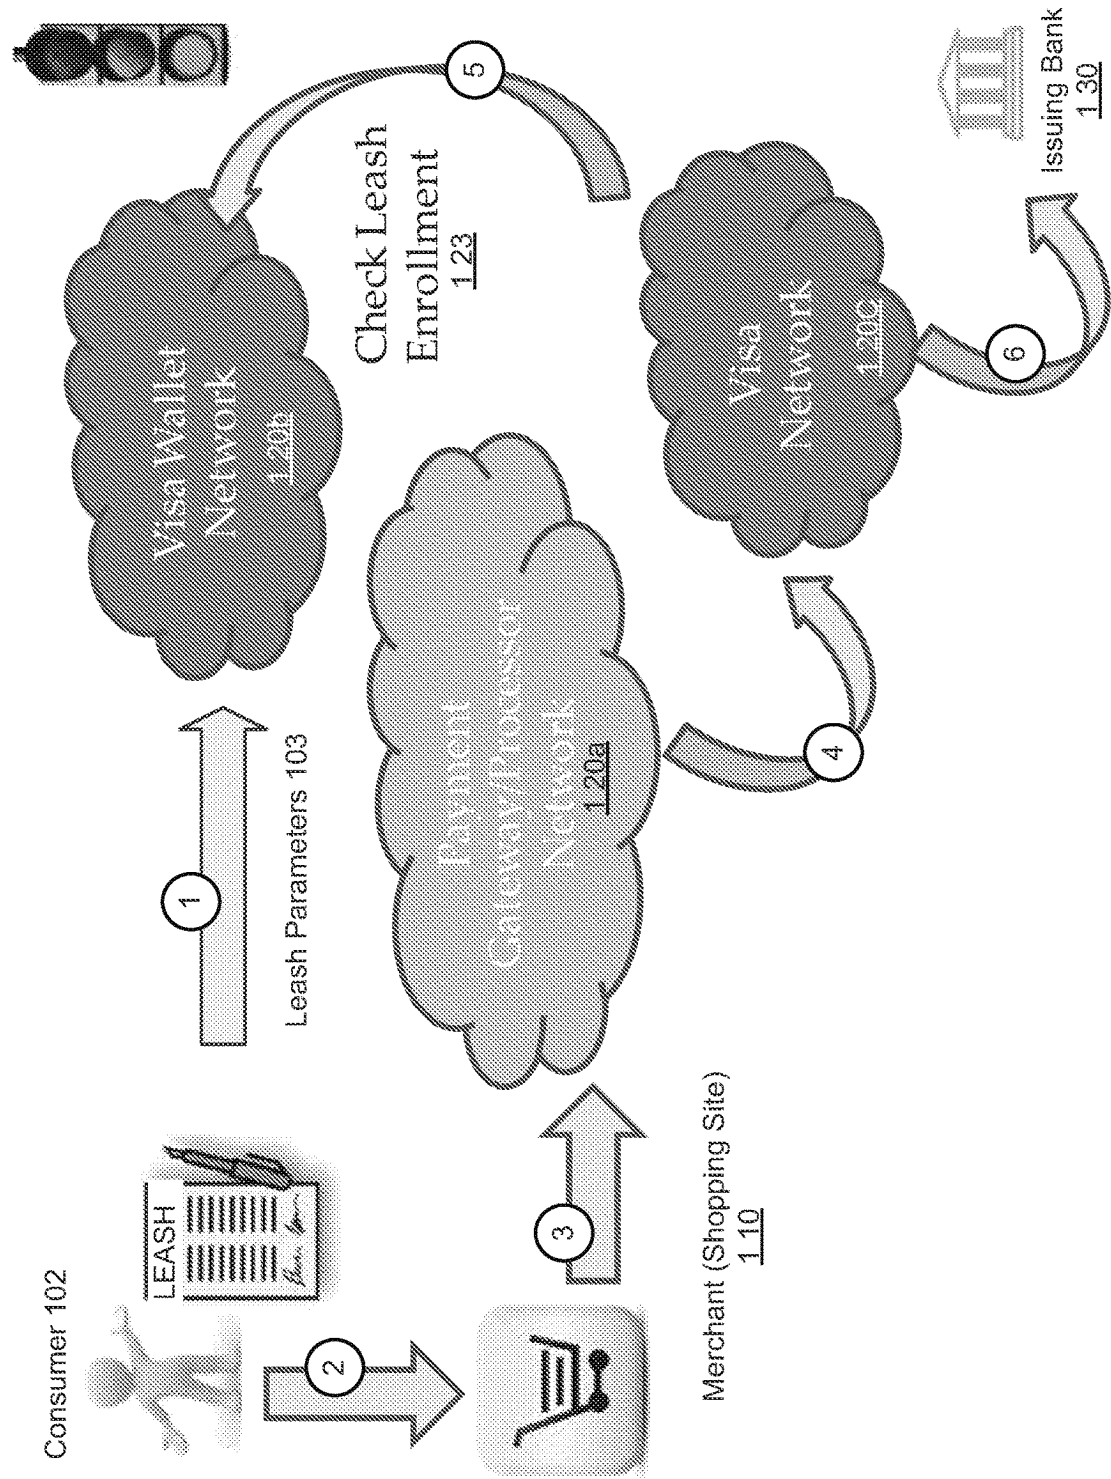 Consumer 102
LEASH
1
Leash Parameters 103
Visa Wallet
Network
120b
2
3
Merchant (Shopping Site)
110
Payment
Gateway/Processor
Network
120a
4
Check Leash
Enrollment
123
5
Visa
Network
6
Issuing Bank
130